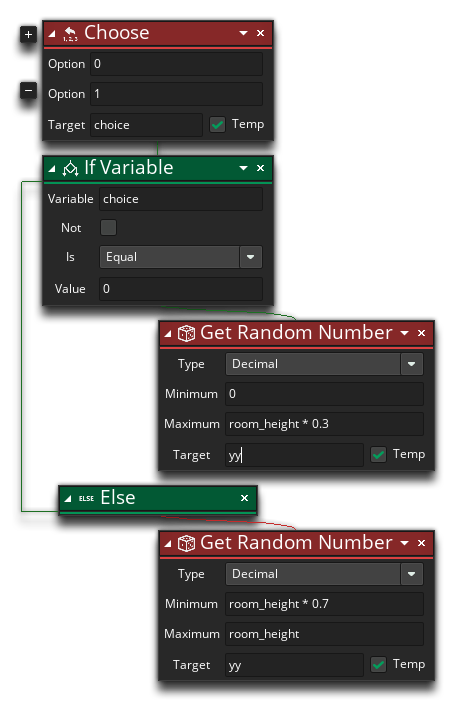 +
1, 2, 3 Choose
Option 0
-
Option 1
Target choice Temp
If Variable
Variable choice
Not
Is Equal
Value 0
Get Random Number
Type Decimal
Minimum 0
Maximum room_height * 0.3
Target yy Temp
ELSE Else
Get Random Number
Type Decimal
Minimum room_height * 0.7
Maximum room_height
Target yy Temp